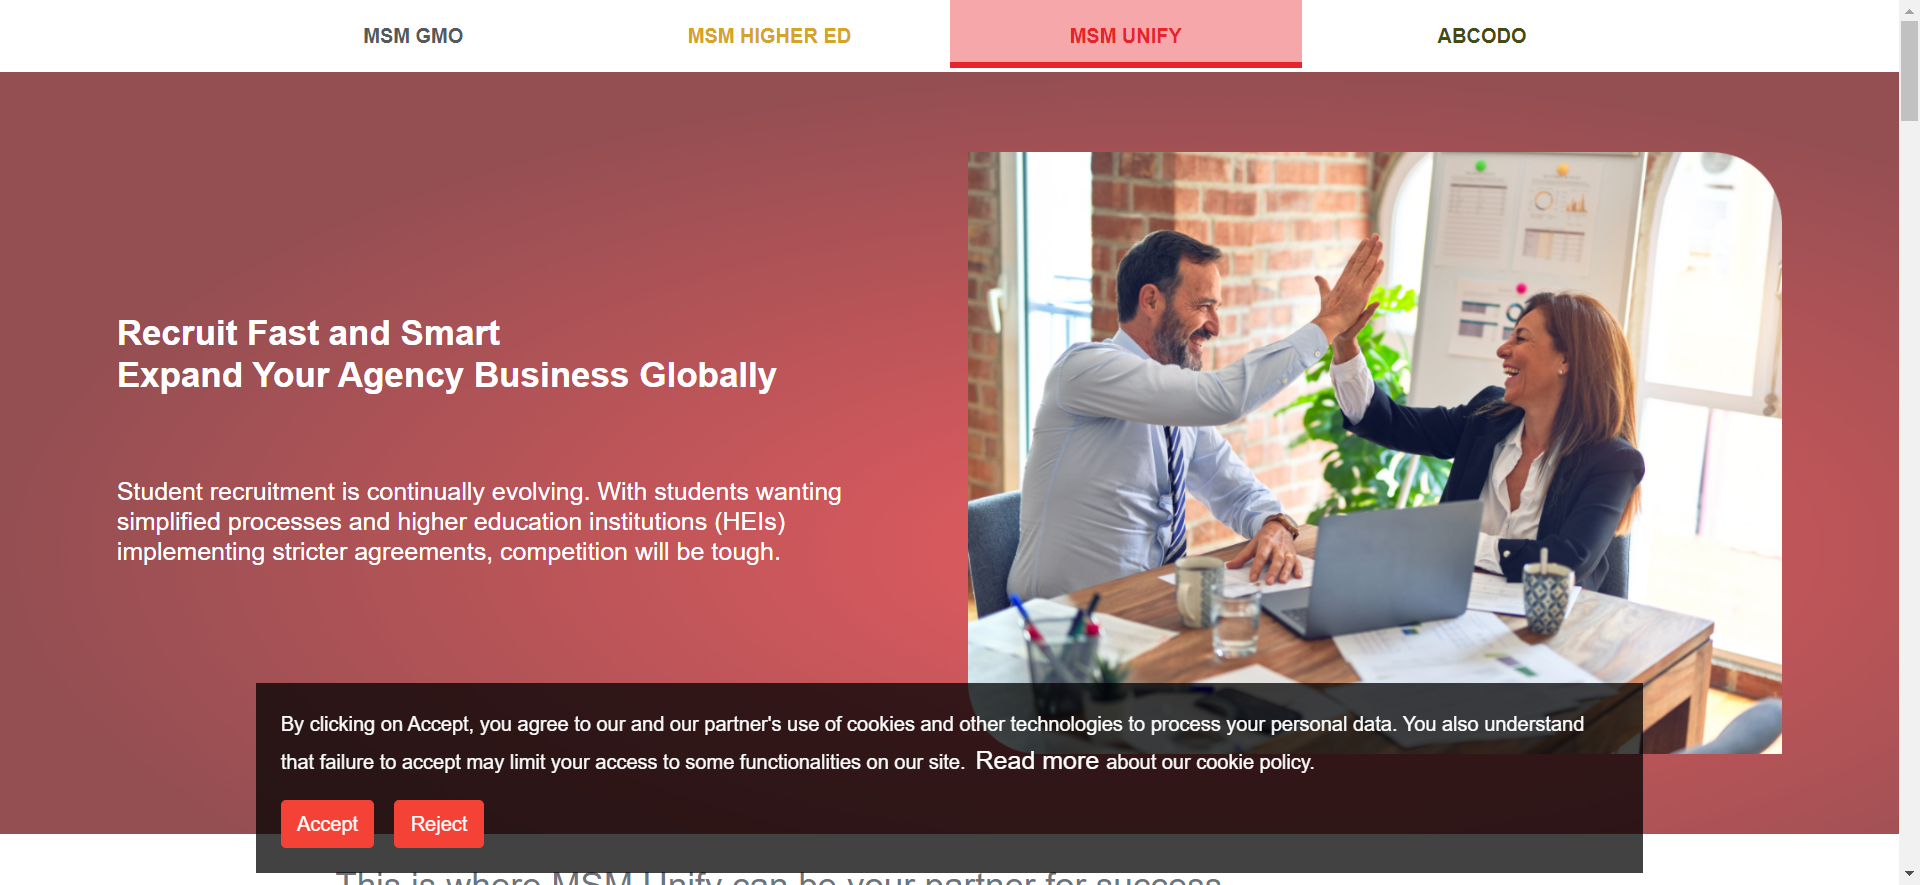 MSM GMO
MSM HIGHER ED
MSM UNIFY
ABCODO
Recruit Fast and Smart
Expand Your Agency Business Globally
Student recruitment is continually evolving. With students wanting
simplified processes and higher education institutions (HEIs)
implementing stricter agreements, competition will be tough.
By clicking on Accept, you agree to our and our partner's use of cookies and other technologies to process your personal data. You also understand
that failure to accept may limit your access to some functionalities on our site. Read more about our cookie policy.
Accept
Reject
This is where MSM Unify can be your partner for success